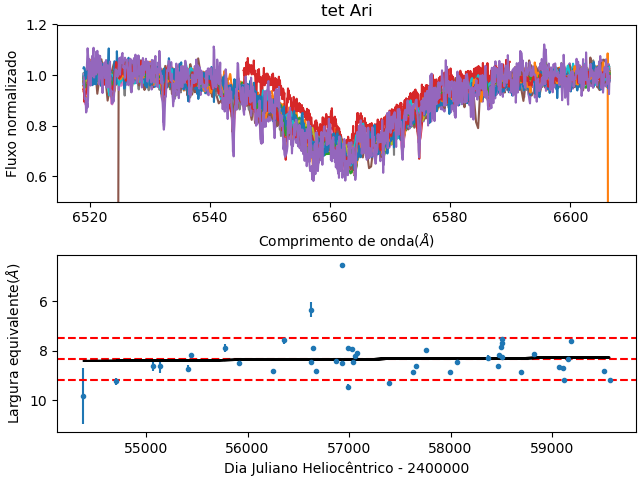 tet Ari
Fluxo normalizado
1.2
1.0
0.8
0.6
6520 6540 6560 6580 6600
Comprimento de onda(Å)
Largura equivalente(Å)
6
8
10
55000 56000 57000 58000 59000
Dia Juliano Heliocêntrico - 2400000